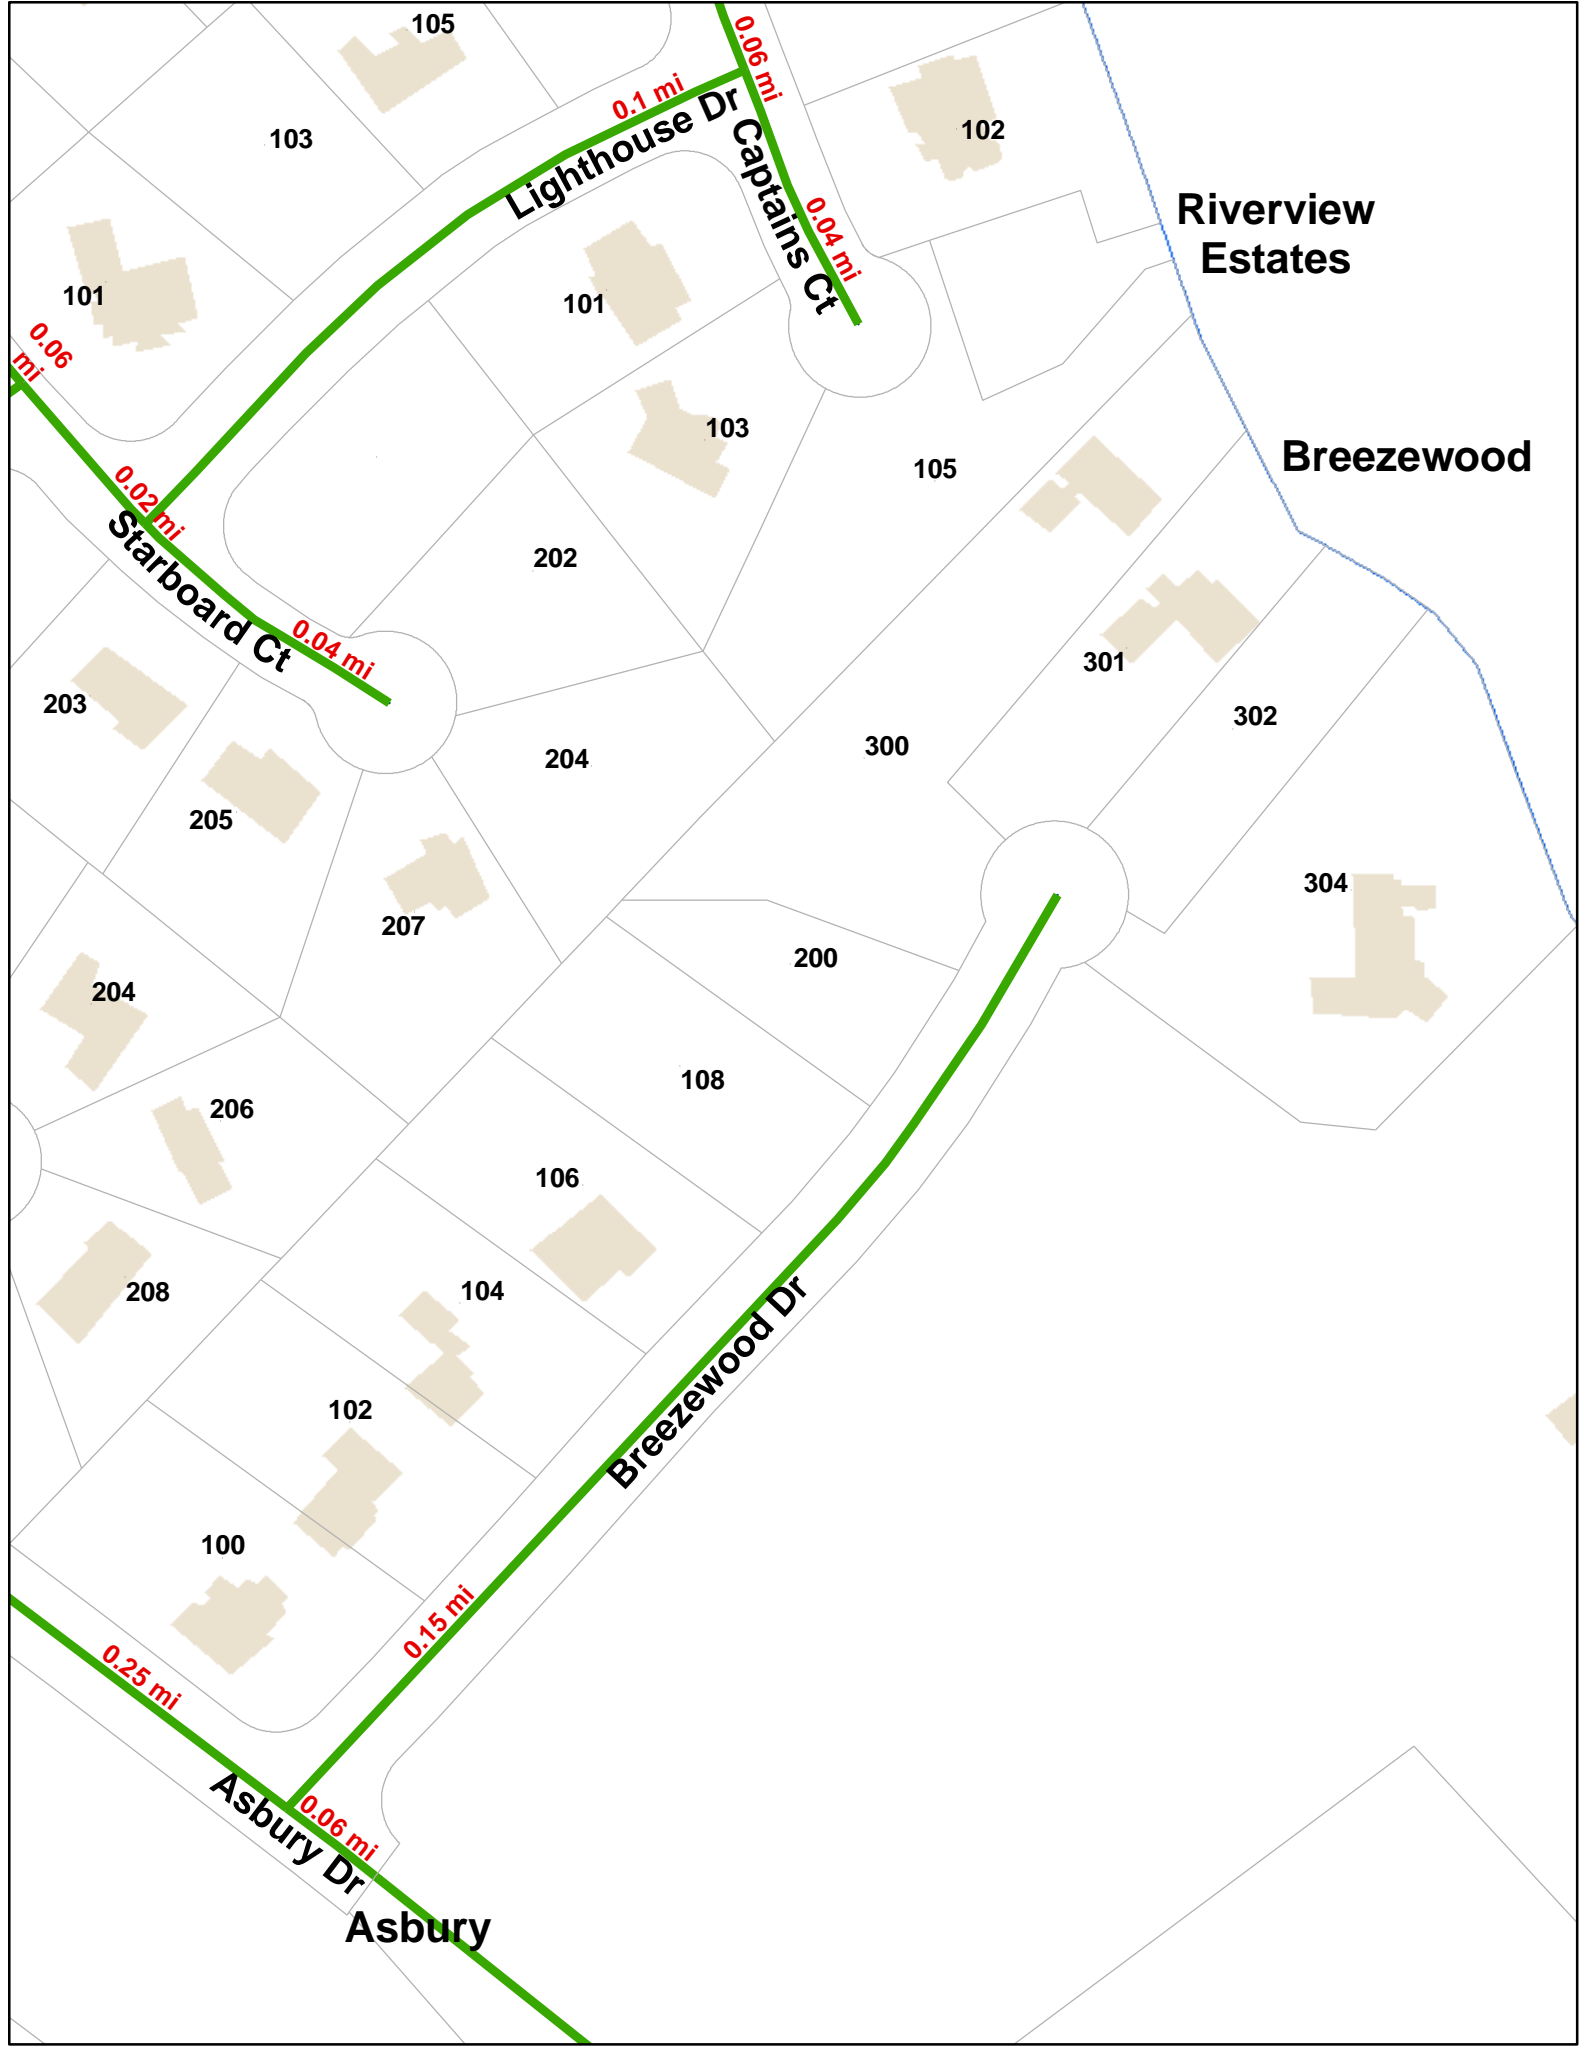 105
0.06 mi
0.1 mi
Lighthouse Dr
103
102
Captains Ct
Riverview
Estates
0.04 mi
101
101
0.06
mi
103
Breezewood
105
0.02 mi
Starboard Ct
202
0.04 mi
301
203
302
300
204
205
304
207
200
204
108
206
106
208
104
Breezewood Dr
102
100
0.15 mi
0.25 mi
Asbury Dr
0.06 mi
Asbury